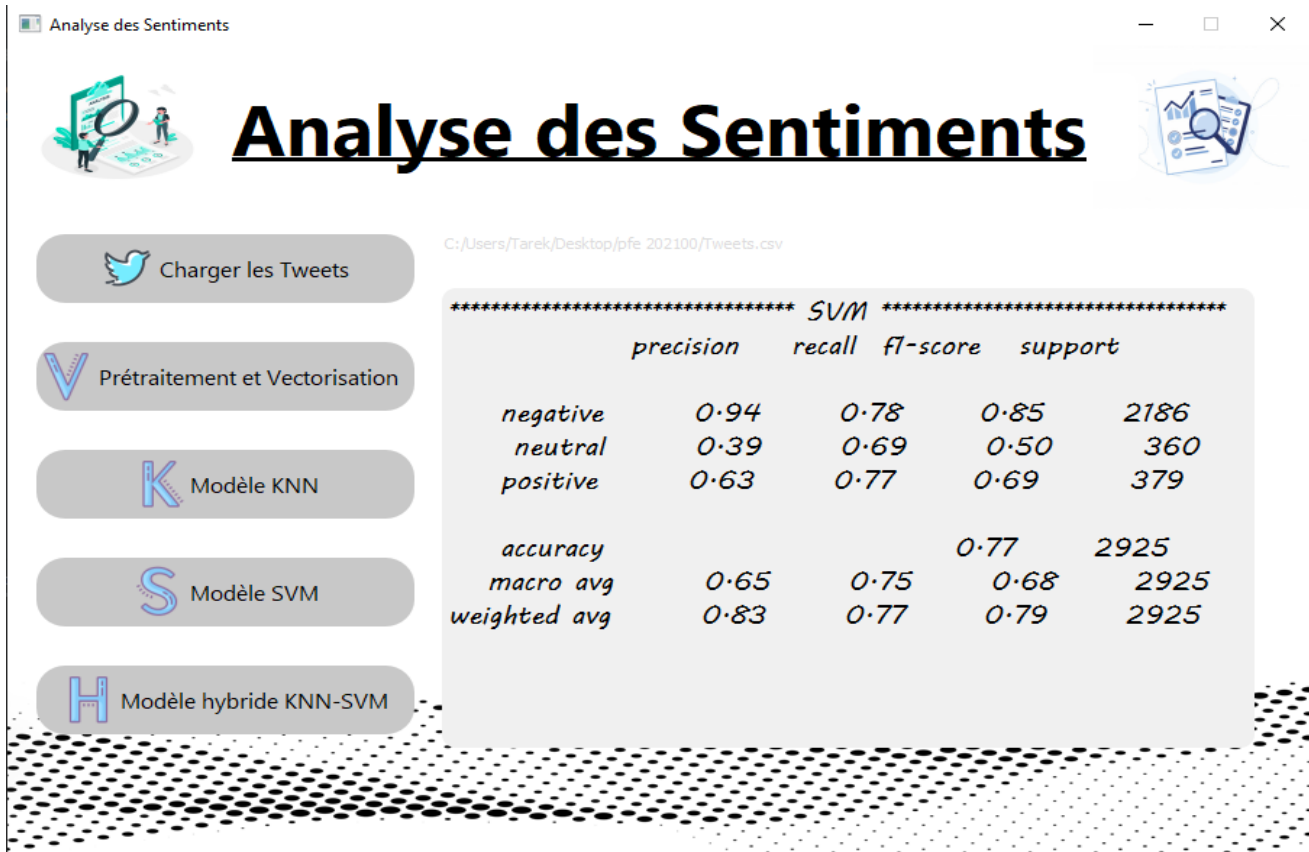 Analyse des Sentiments
Analyse des Sentiments
Charger les Tweets
Prétraitement et Vectorisation
Modèle KNN
Modèle SVM
Modèle hybride KNN-SVM
C:/Users/Tarek/Desktop/pfe 202100/Tweets.csv
********************************** SVM **********************************
precision recall f1-score support
negative 0.94 0.78 0.85 2186
neutral 0.39 0.69 0.50 360
positive 0.63 0.77 0.69 379
accuracy 0.77 2925
macro avg 0.65 0.75 0.68 2925
weighted avg 0.83 0.77 0.79 2925